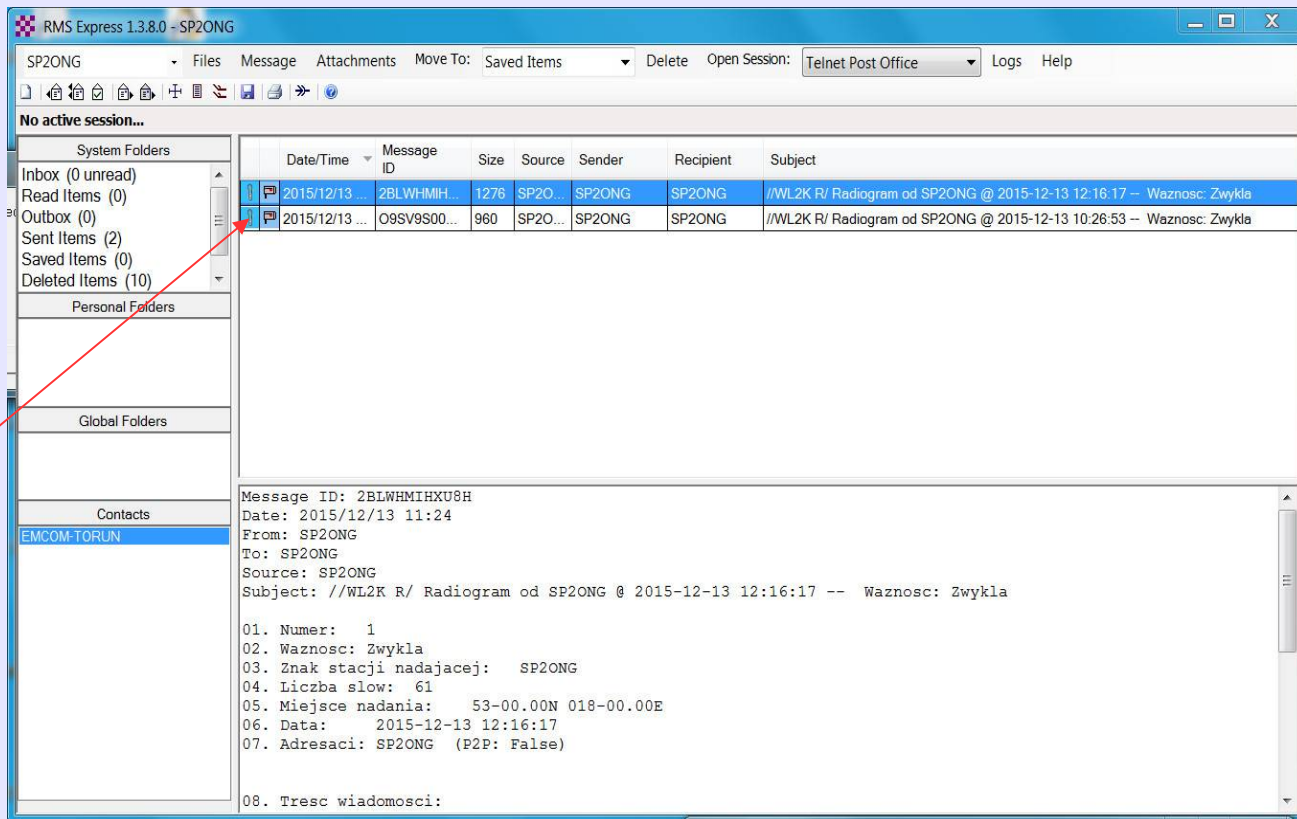 RMS Express 1.3.8.0 - SP2ONG
SP2ONG Files Message Attachments Move To: Saved Items Delete Open Session: Telnet Post Office Logs Help
No active session...
System Folders
Inbox (0 unread)
Read Items (0)
Outbox (0)
Sent Items (2)
Saved Items (0)
Deleted Items (10)
Personal Folders
Global Folders
Contacts
EMCOM-TORUN
Date/Time Message ID Size Source Sender Recipient Subject
2015/12/13 ... 2BLWHMIH... 1276 SP2O... SP2ONG SP2ONG //WL2K R/ Radiogram od SP2ONG @ 2015-12-13 12:16:17 -- Waznosc: Zwykla
2015/12/13 ... O9SV9S00... 960 SP2O... SP2ONG SP2ONG //WL2K R/ Radiogram od SP2ONG @ 2015-12-13 10:26:53 -- Waznosc: Zwykla
Message ID: 2BLWHMIHXU8H
Date: 2015/12/13 11:24
From: SP2ONG
To: SP2ONG
Source: SP2ONG
Subject: //WL2K R/ Radiogram od SP2ONG @ 2015-12-13 12:16:17 -- Waznosc: Zwykla
01. Numer: 1
02. Waznosc: Zwykla
03. Znak stacji nadajacej: SP2ONG
04. Liczba slow: 61
05. Miejsce nadania: 53-00.00N 018-00.00E
06. Data: 2015-12-13 12:16:17
07. Adresaci: SP2ONG (P2P: False)
08. Tresc wiadomosci: